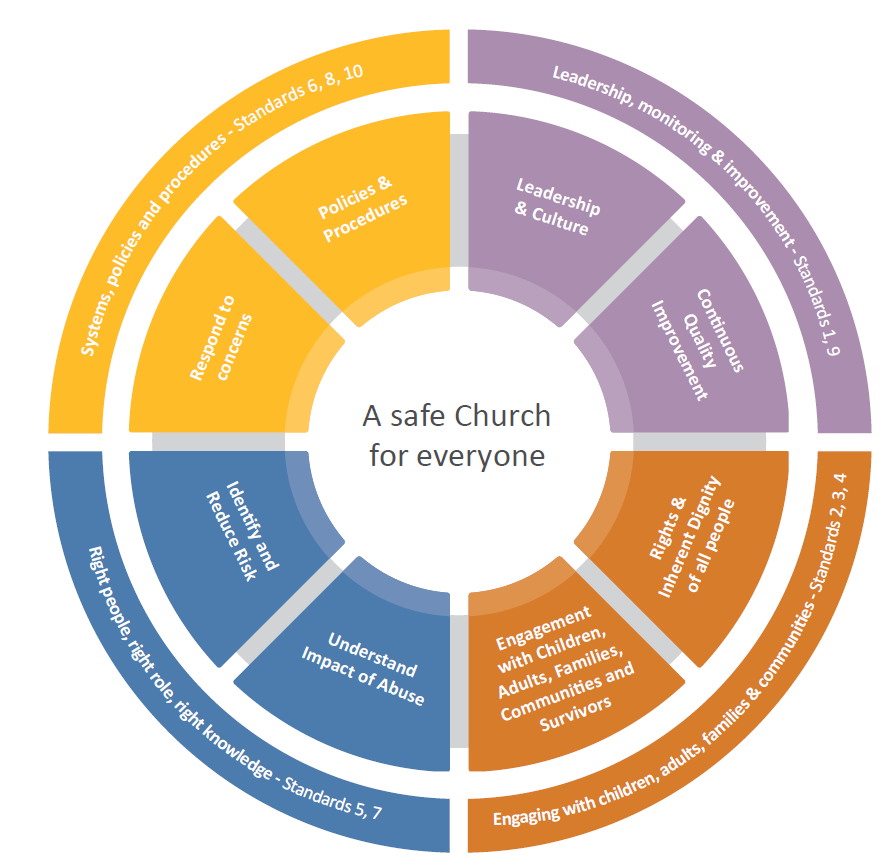 Systems, policies and procedures - Standards 6, 8, 10
Leadership, monitoring & improvement - Standards 1, 9
Policies &
Procedures
Leadership
& Culture
Respond to
concerns
Continuous
Quality
Improvement
A safe Church
for everyone
Identify and
Reduce Risk
Rights &
Inherent Dignity
of all people
Understand
Impact of Abuse
Engagement
with Children,
Adults, Families,
Communities and
Survivors
Right people, right role, right knowledge - Standards 5, 7
Engaging with children, adults, families & communities - Standards 2, 3, 4